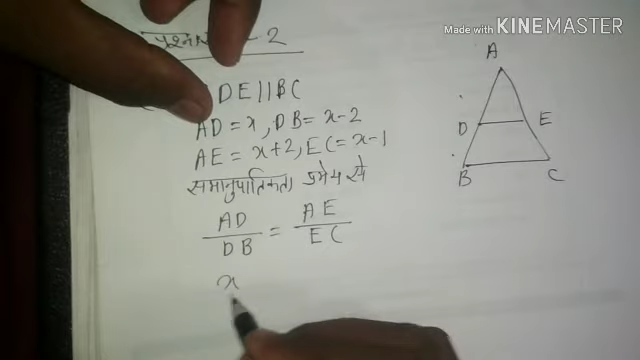 Made with KINEMASTER
- 2
DE||BC
AD = x, DB = x-2
AE = x+2, EC = x-1
समानुपातिकता प्रमेय से
AD/DB = AE/EC
x
A
D E
B C